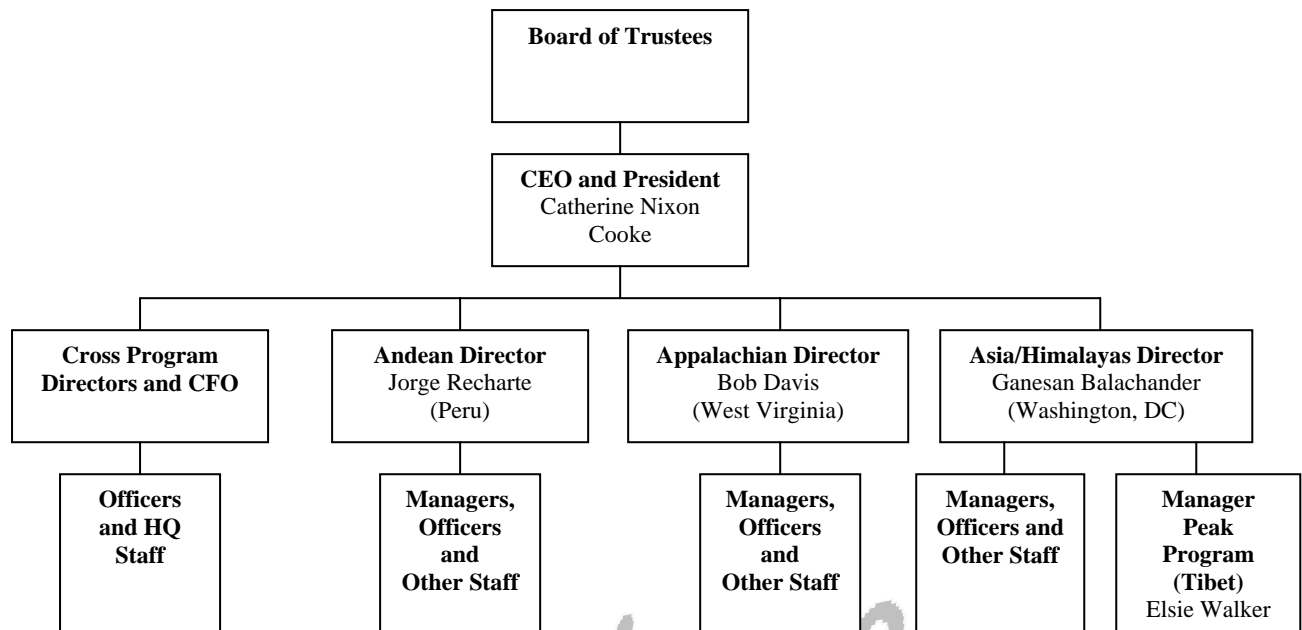 Board of Trustees
CEO and President
Catherine Nixon
Cooke
Cross Program
Directors and CFO
Andean Director
Jorge Recharte
(Peru)
Appalachian Director
Bob Davis
(West Virginia)
Asia/Himalayas Director
Ganesan Balachander
(Washington, DC)
Officers
and HQ
Staff
Managers,
Officers
and
Other Staff
Managers,
Officers
and
Other Staff
Managers,
Officers and
Other Staff
Manager
Peak
Program
(Tibet)
Elsie Walker